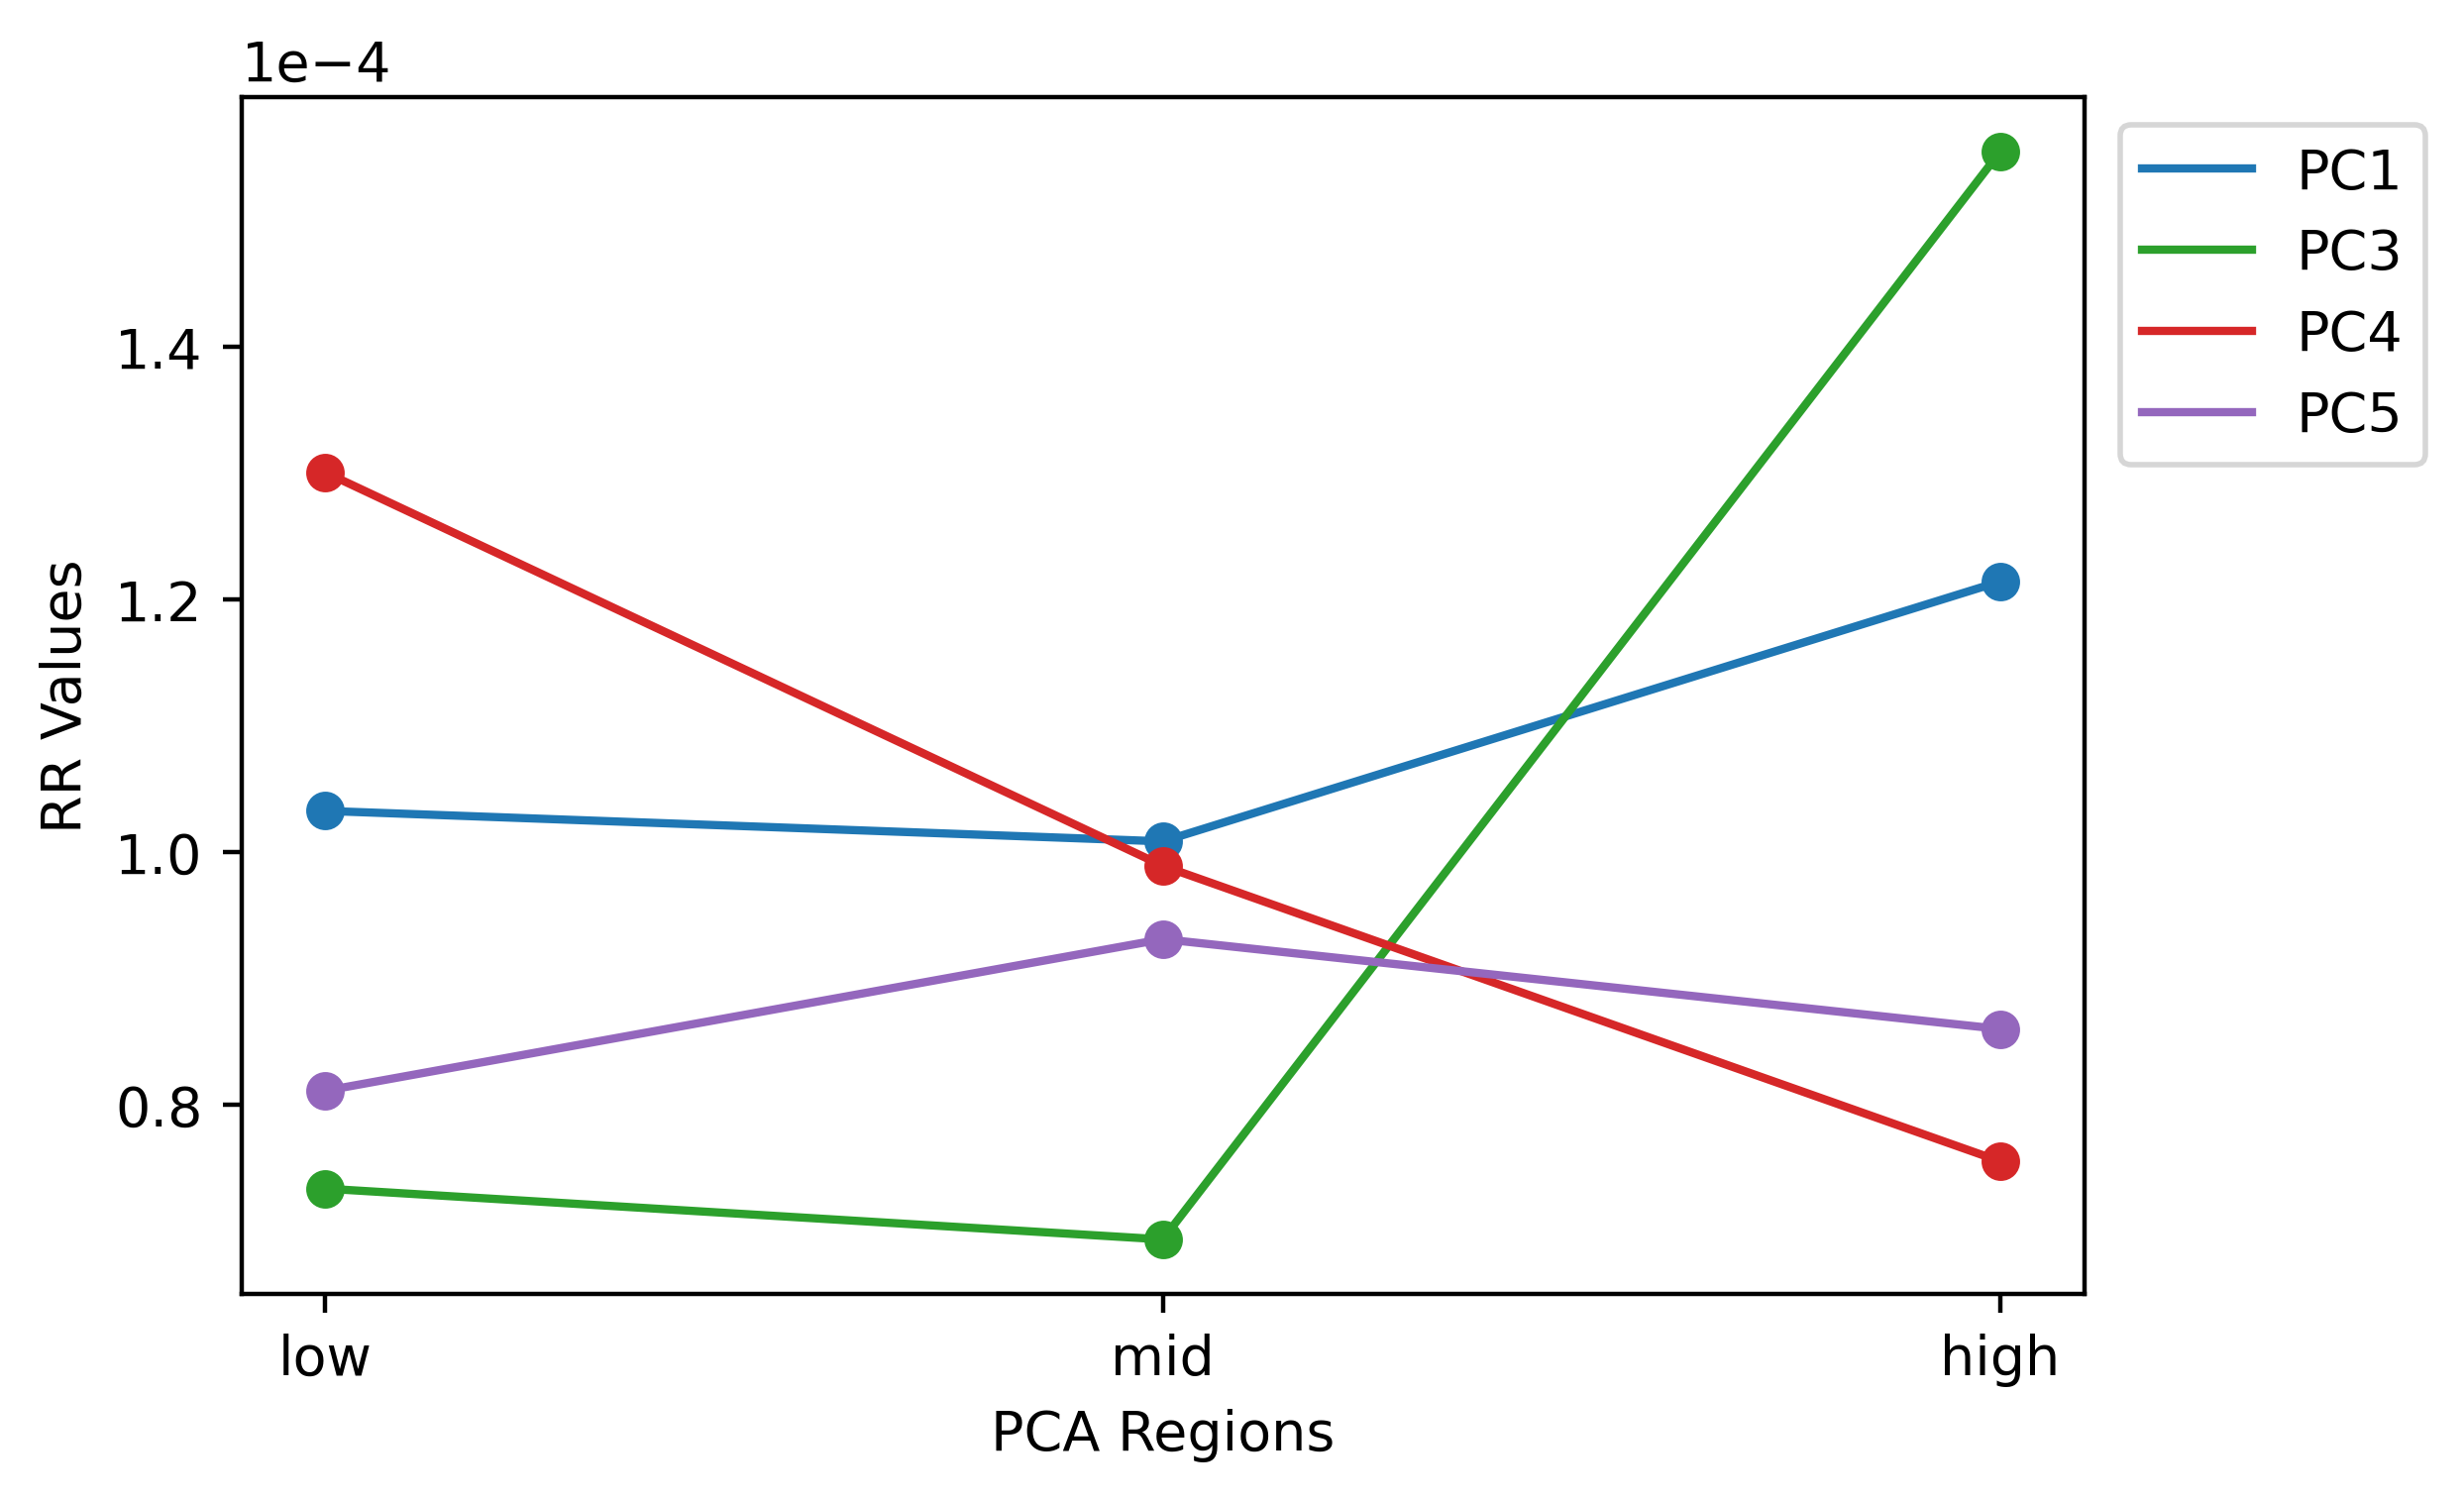 1e−4
1.4
1.2
1.0
0.8
RR Values
low
mid
high
PCA Regions
PC1
PC3
PC4
PC5